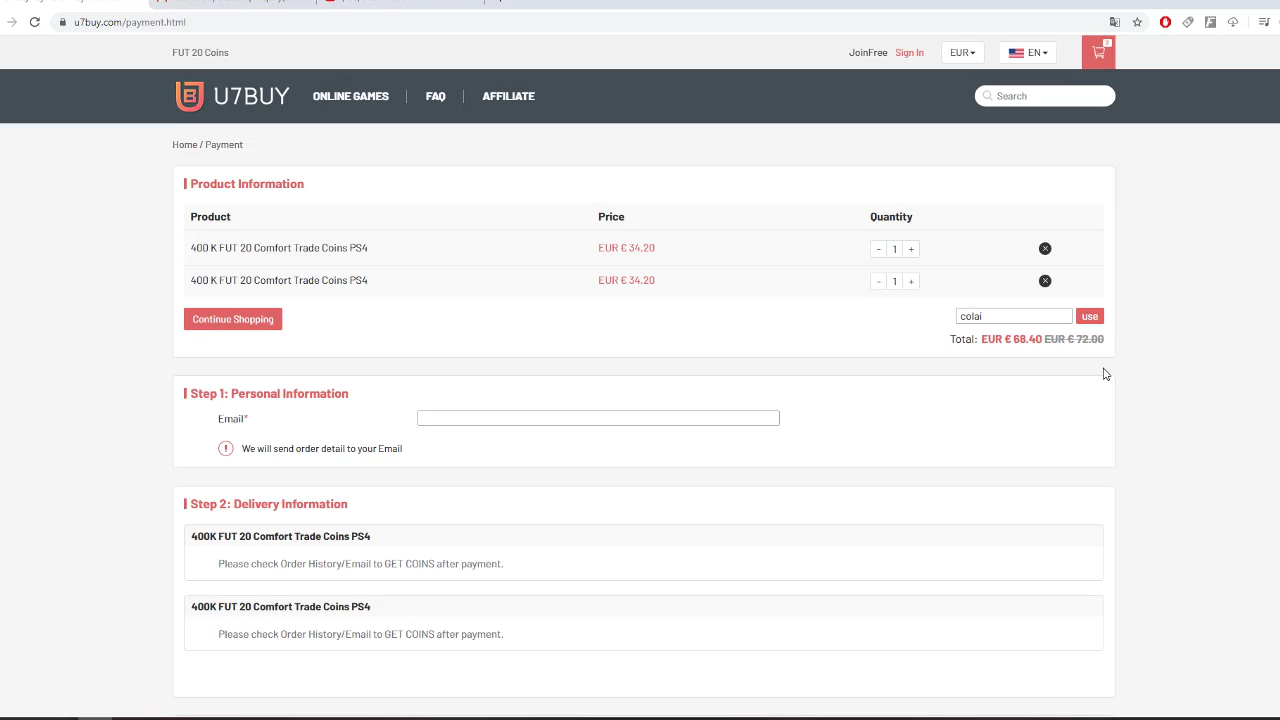 u7buy.com/payment.html
FUT 20 Coins JoinFree Sign In EUR EN 2
U7BUY ONLINE GAMES FAQ AFFILIATE Search
Home / Payment
Product Information
Product Price Quantity
400 K FUT 20 Comfort Trade Coins PS4 EUR € 34.20 - 1 +
400 K FUT 20 Comfort Trade Coins PS4 EUR € 34.20 - 1 +
Continue Shopping colai use
Total: EUR € 68.40 EUR € 72.00
Step 1: Personal Information
Email*
! We will send order detail to your Email
Step 2: Delivery Information
400K FUT 20 Comfort Trade Coins PS4
Please check Order History/Email to GET COINS after payment.
400K FUT 20 Comfort Trade Coins PS4
Please check Order History/Email to GET COINS after payment.